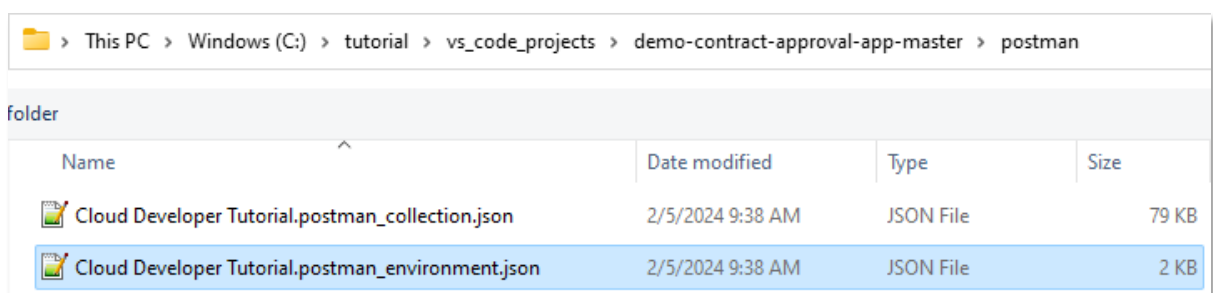 This PC > Windows (C:) > tutorial > vs_code_projects > demo-contract-approval-app-master > postman
folder
Name Date modified Type Size
Cloud Developer Tutorial.postman_collection.json 2/5/2024 9:38 AM JSON File 79 KB
Cloud Developer Tutorial.postman_environment.json 2/5/2024 9:38 AM JSON File 2 KB